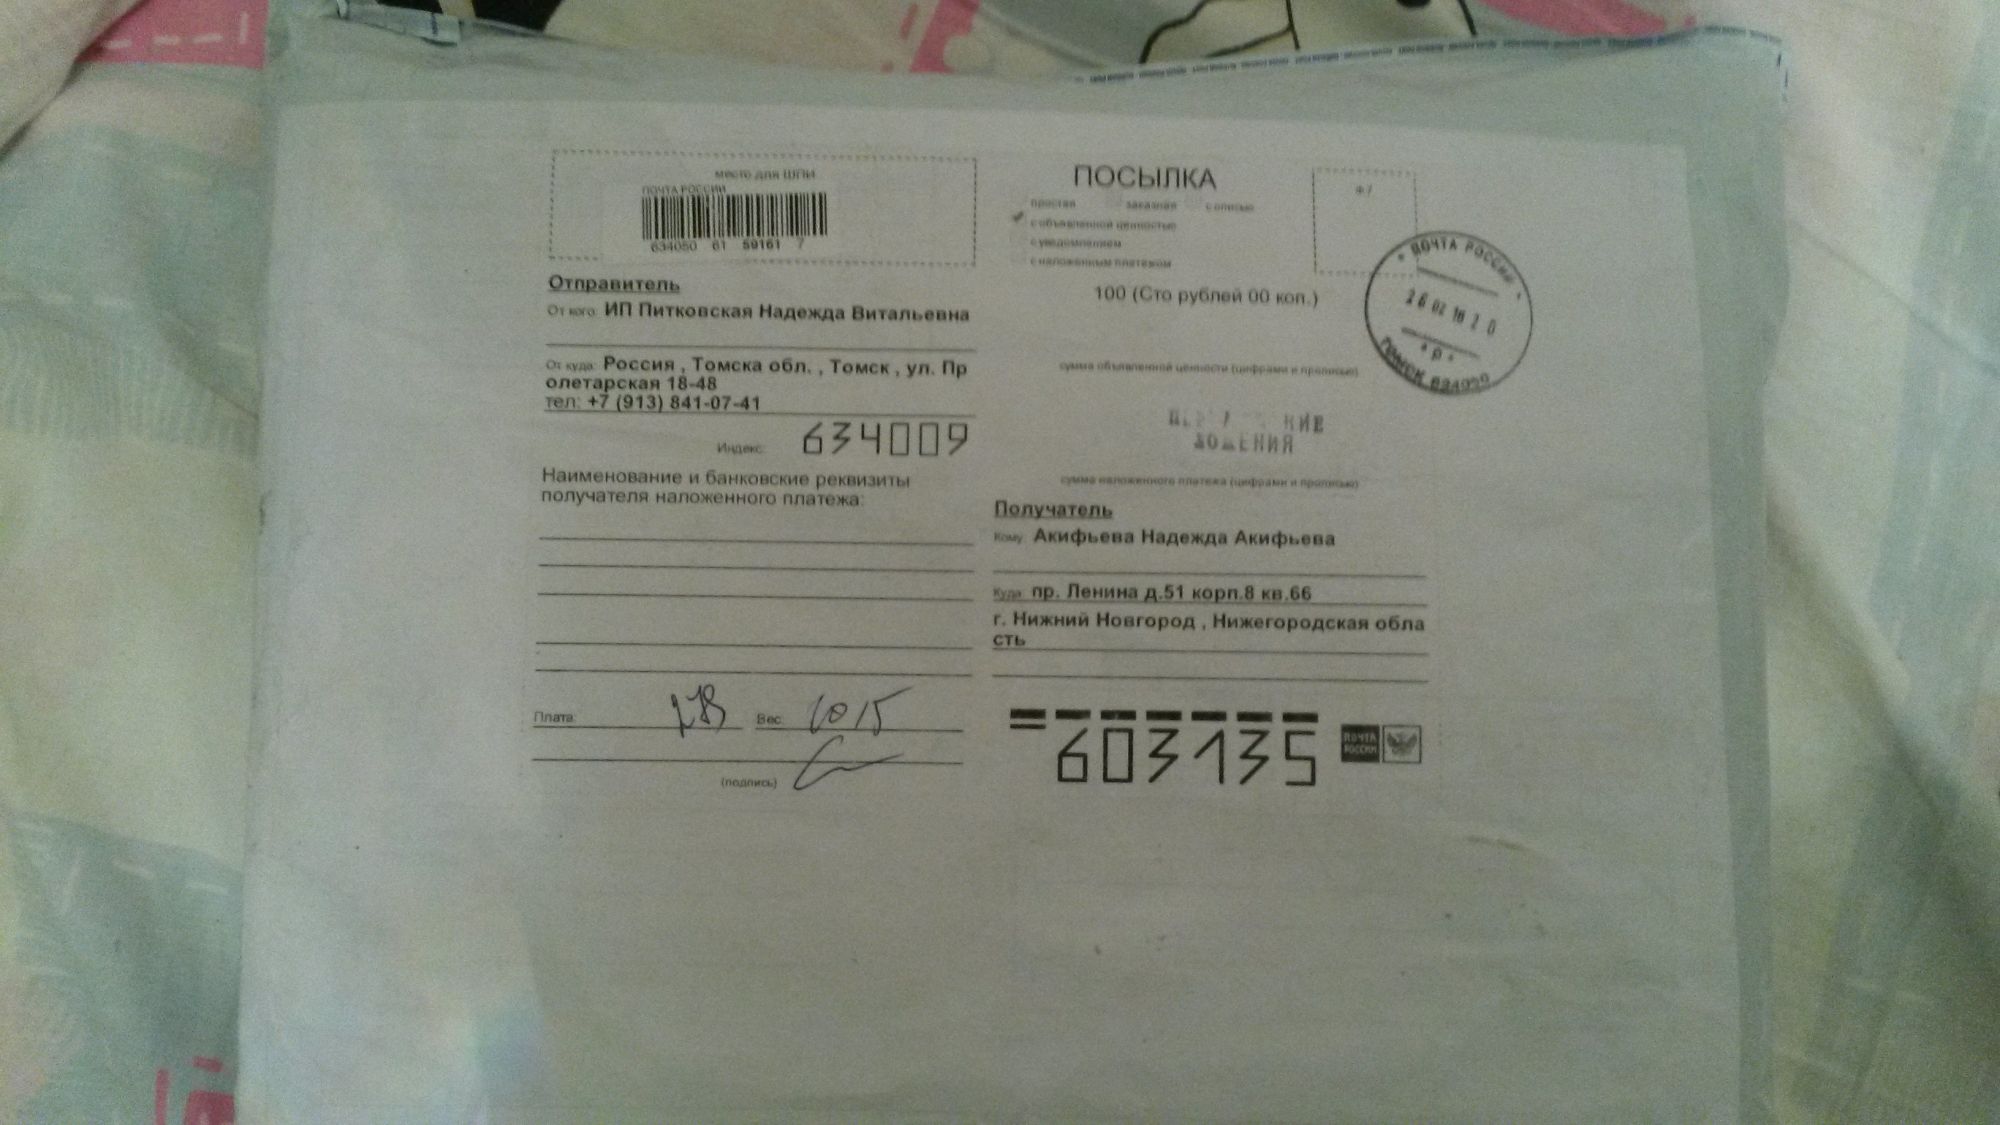 место для ШПИ
ПОЧТА РОССИИ
634050 61 59161 7
Отправитель
От кого: ИП Питковская Надежда Витальевна
От куда: Россия , Томска обл. , Томск , ул. Пр
олетарская 18-48
тел: +7 (913) 841-07-41
Индекс: 634009
Наименование и банковские реквизиты
получателя наложенного платежа:
Плата: Вес:
(подпись)
ПОСЫЛКА
простая заказная с описью
с объявленной ценностью
с уведомлением
с наложенным платежом
ф.7
100 (Сто рублей 00 коп.)
сумма объявленной ценности (цифрами и прописью)
ПОЧТА РОССИИ
ТОМСК
сумма наложенного платежа (цифрами и прописью)
Получатель
Кому: Акифьева Надежда Акифьева
Куда: пр. Ленина д.51 корп.8 кв.66
г. Нижний Новгород , Нижегородская обла
сть
603135
ПОЧТА
РОССИИ